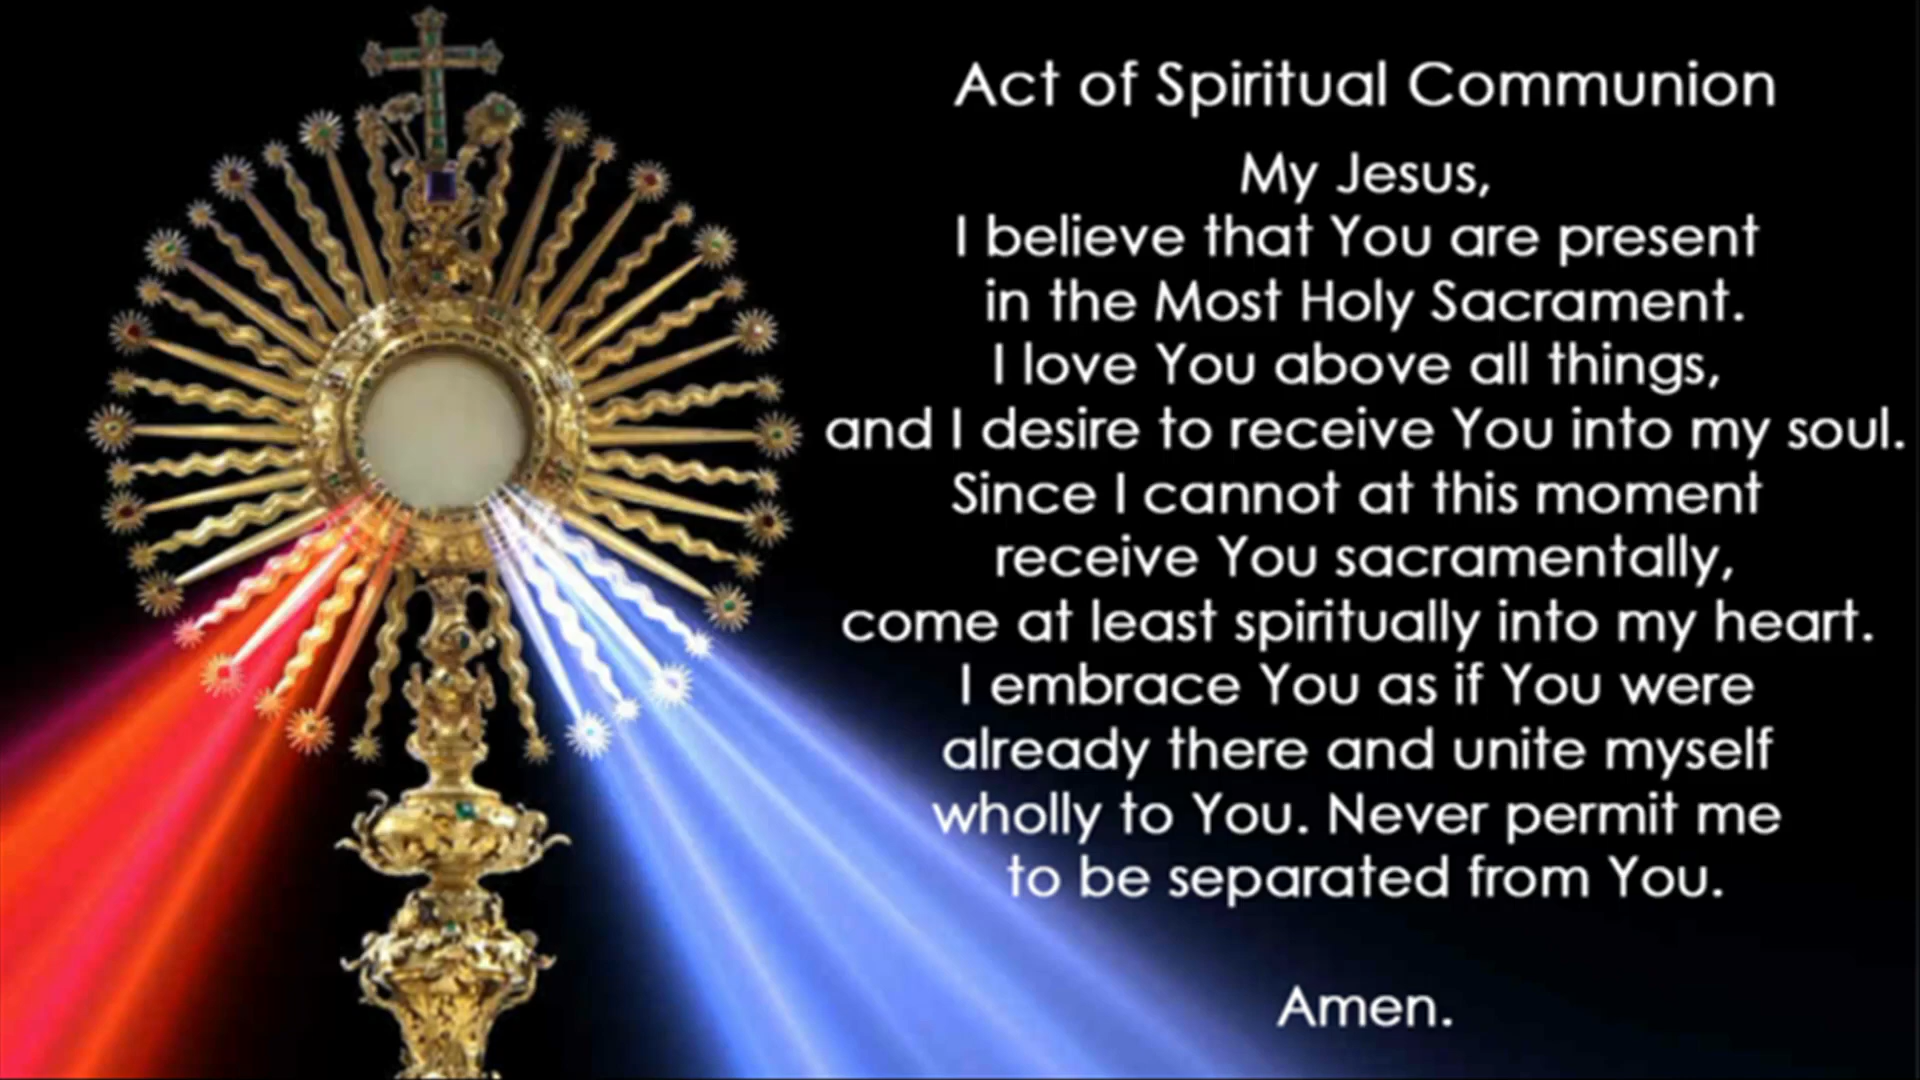 Act of Spiritual Communion
My Jesus,
I believe that You are present
in the Most Holy Sacrament.
I love You above all things,
and I desire to receive You into my soul.
Since I cannot at this moment
receive You sacramentally,
come at least spiritually into my heart.
I embrace You as if You were
already there and unite myself
wholly to You. Never permit me
to be separated from You.
Amen.